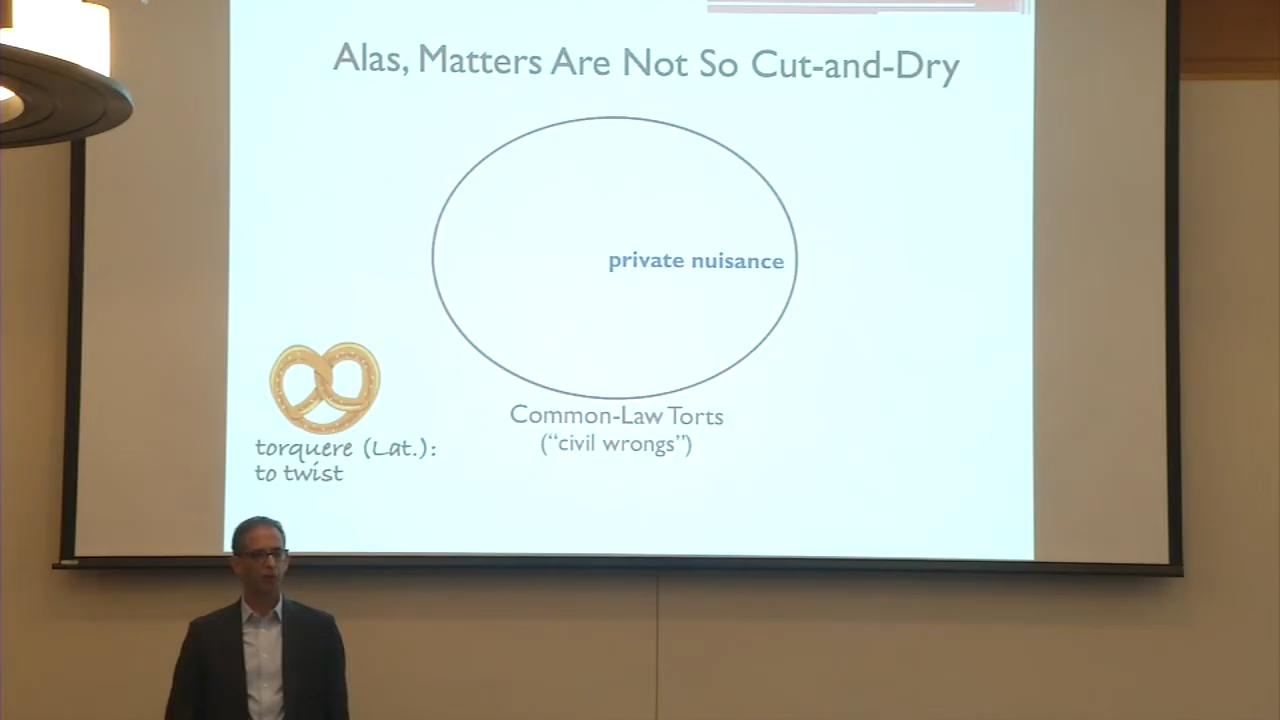 Alas, Matters Are Not So Cut-and-Dry
private nuisance
Common-Law Torts
(“civil wrongs”)
torquere (Lat.):
to twist